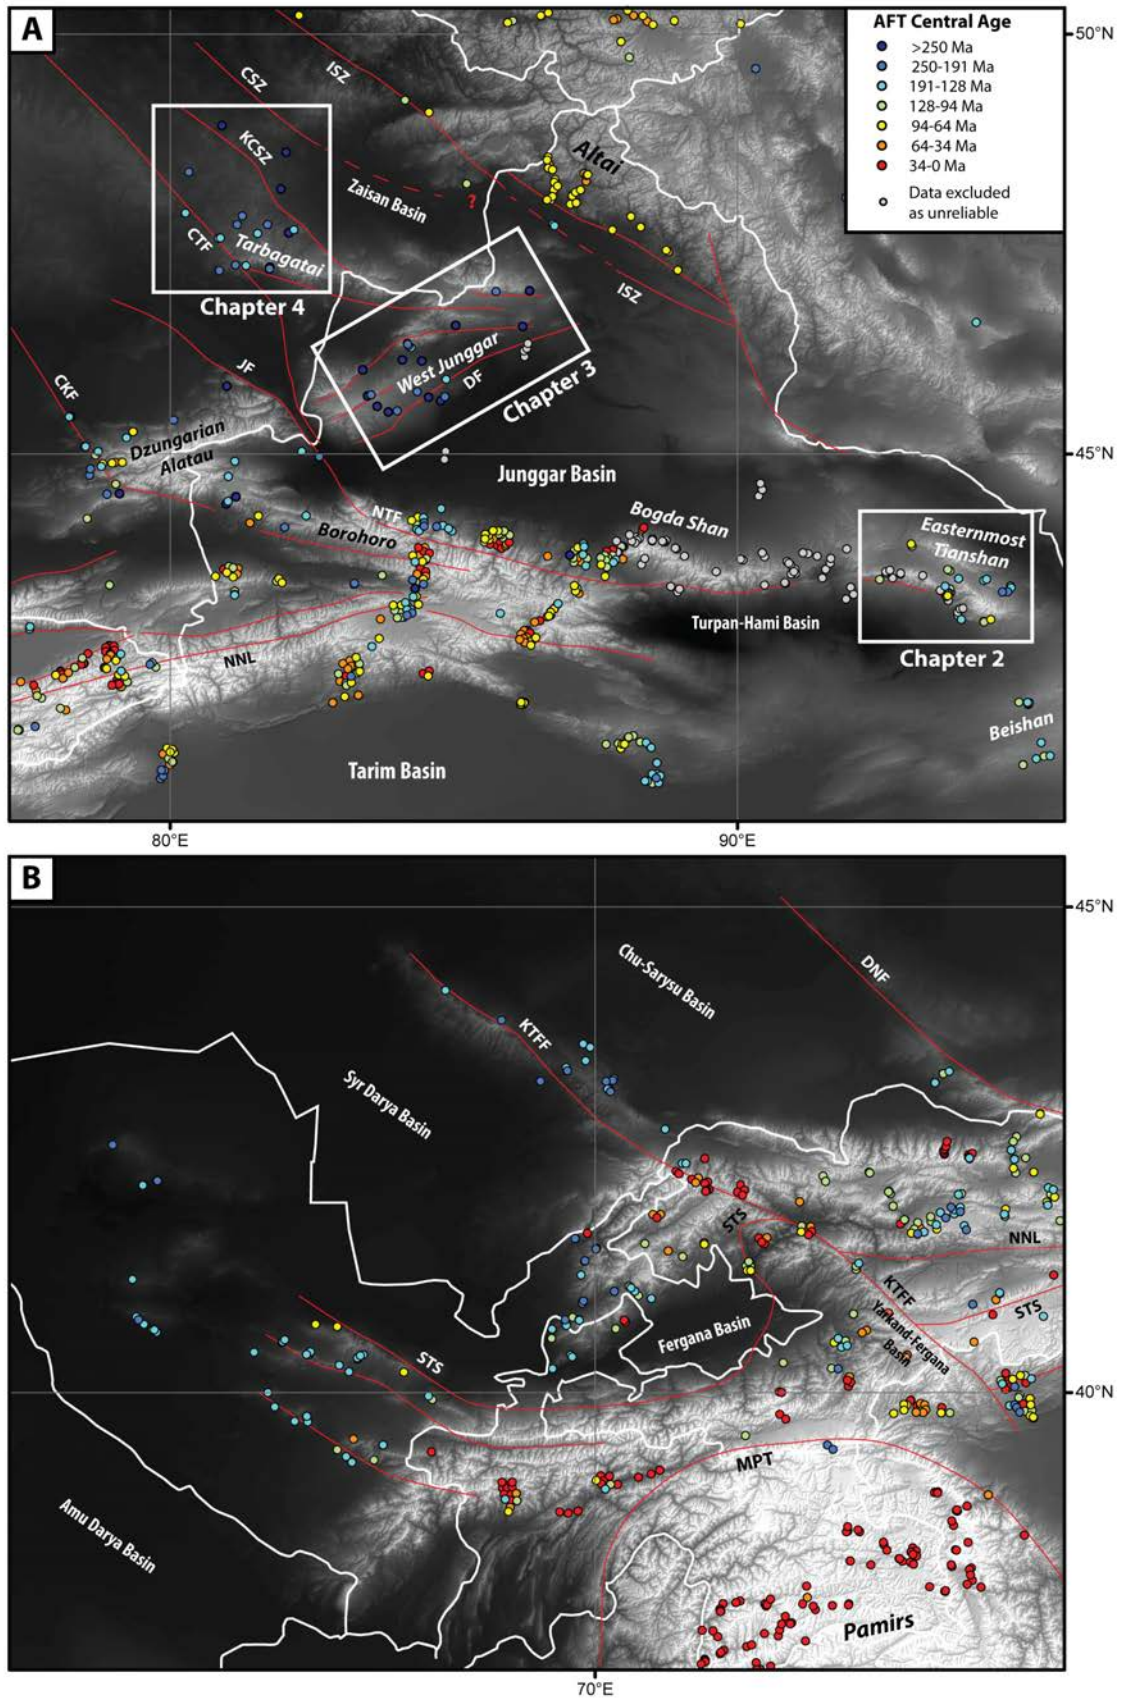 A
AFT Central Age
>250 Ma
250-191 Ma
191-128 Ma
128-94 Ma
94-64 Ma
64-34 Ma
34-0 Ma
Data excluded
as unreliable
50°N
ISZ
CSZ
KCSZ
Altai
Zaisan Basin
?
CTF
Tarbagatai
Chapter 4
ISZ
West Junggar
DF
Chapter 3
JF
CKF
Dzungarian
Alatau
45°N
Junggar Basin
NTF
Borohoro
Bogda Shan
Easternmost
Tianshan
Turpan-Hami Basin
Chapter 2
NNL
Beishan
Tarim Basin
80°E
90°E
B
45°N
Chu-Sarysu Basin
DNF
KTFF
Syr Darya Basin
STS
NNL
KTFF
STS
Yarkand-Fergana
Basin
Fergana Basin
STS
40°N
MPT
Amu Darya Basin
Pamirs
70°E